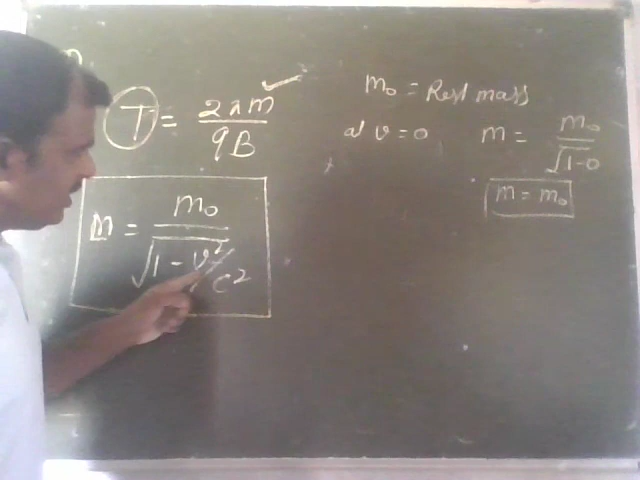 T = 2πm/qB
m = m₀/√1 - v²/c²
m₀ = Rest mass
at v = 0 m = m₀/√1-0
m = m₀